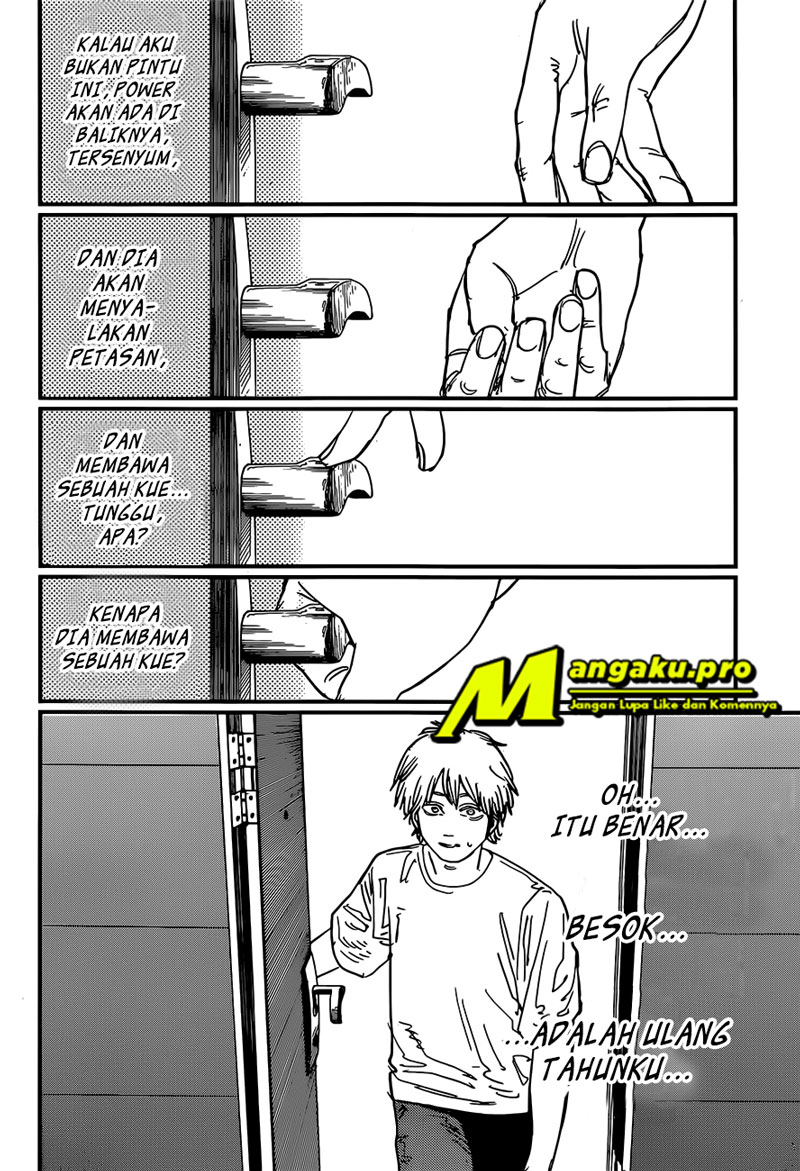 KALAU AKU
BUKAN PINTU
INI, POWER
AKAN ADA DI
BALIKNYA,
TERSENYUM,
DAN DIA
AKAN
MENYA-
LAKAN
PETASAN,
DAN
MEMBAWA
SEBUAH KUE...
TUNGGU,
APA?
KENAPA
DIA MEMBAWA
SEBUAH KUE?
Mangaku.pro
Jangan Lupa Like dan Komennya
OH...
ITU BENAR...
BESOK...
...ADALAH ULANG
TAHUNKU...